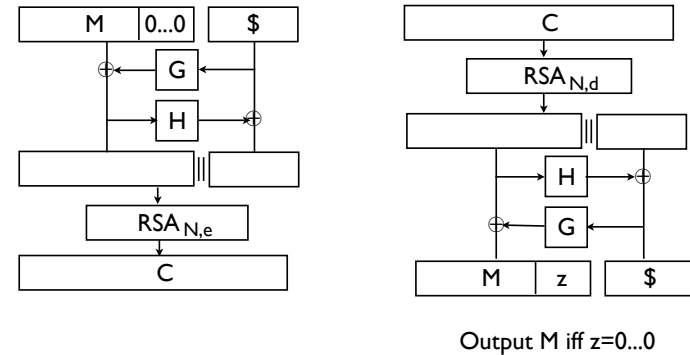 M 0...0 $
G
H
||
RSA N,e
C
C
RSA N,d
||
H
G
M z $
Output M iff z=0...0